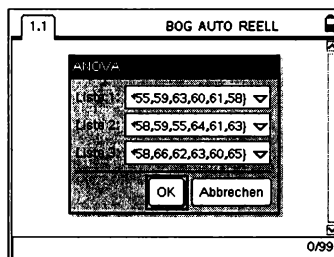 1.1 BOG AUTO REELL
ANOVA
Liste 1: •55,59,63,60,61,58}
Liste 2: •58,59,55,64,61,63}
Liste 3: •58,66,62,63,60,65}
OK Abbrechen
0/99